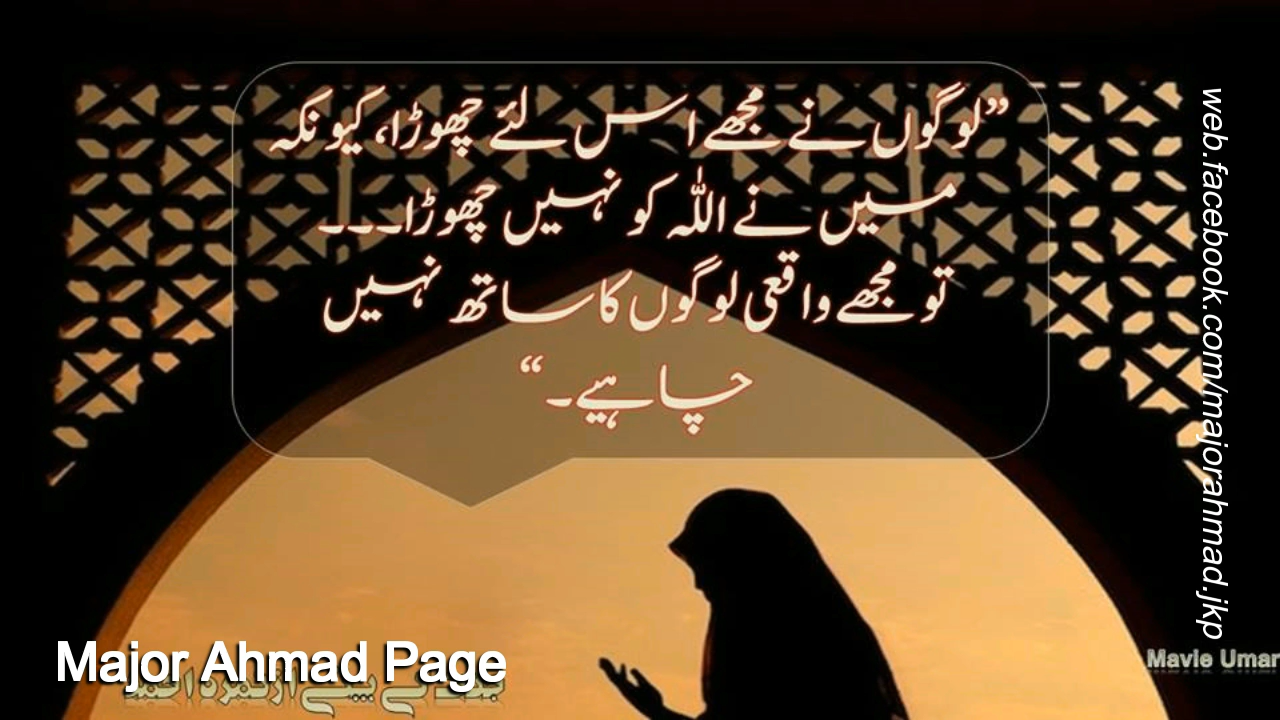 ”لوگوں نے مجھے اس لئے چھوڑا، کیونکہ
میں نے اللہ کو نہیں چھوڑا۔۔۔
تو مجھے واقعی لوگوں کا ساتھ نہیں
چاہیے۔“
web.facebook.com/majorahmad.jkp
Mavie Umar
Major Ahmad Page